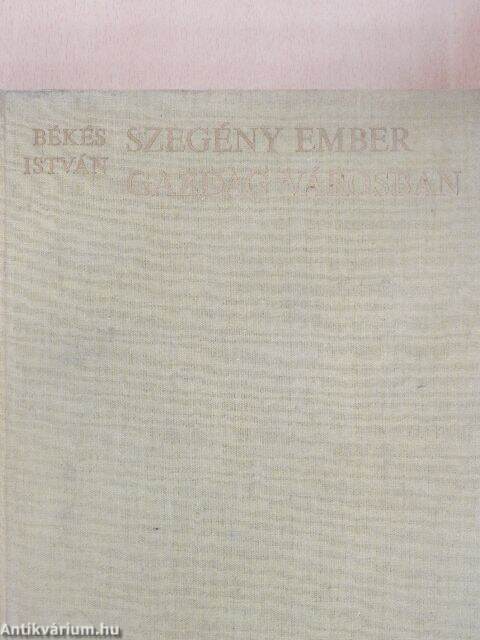 BÉKÉS
ISTVÁN
SZEGÉNY EMBER
GAZDAG VÁROSBAN
Antikvárium.hu